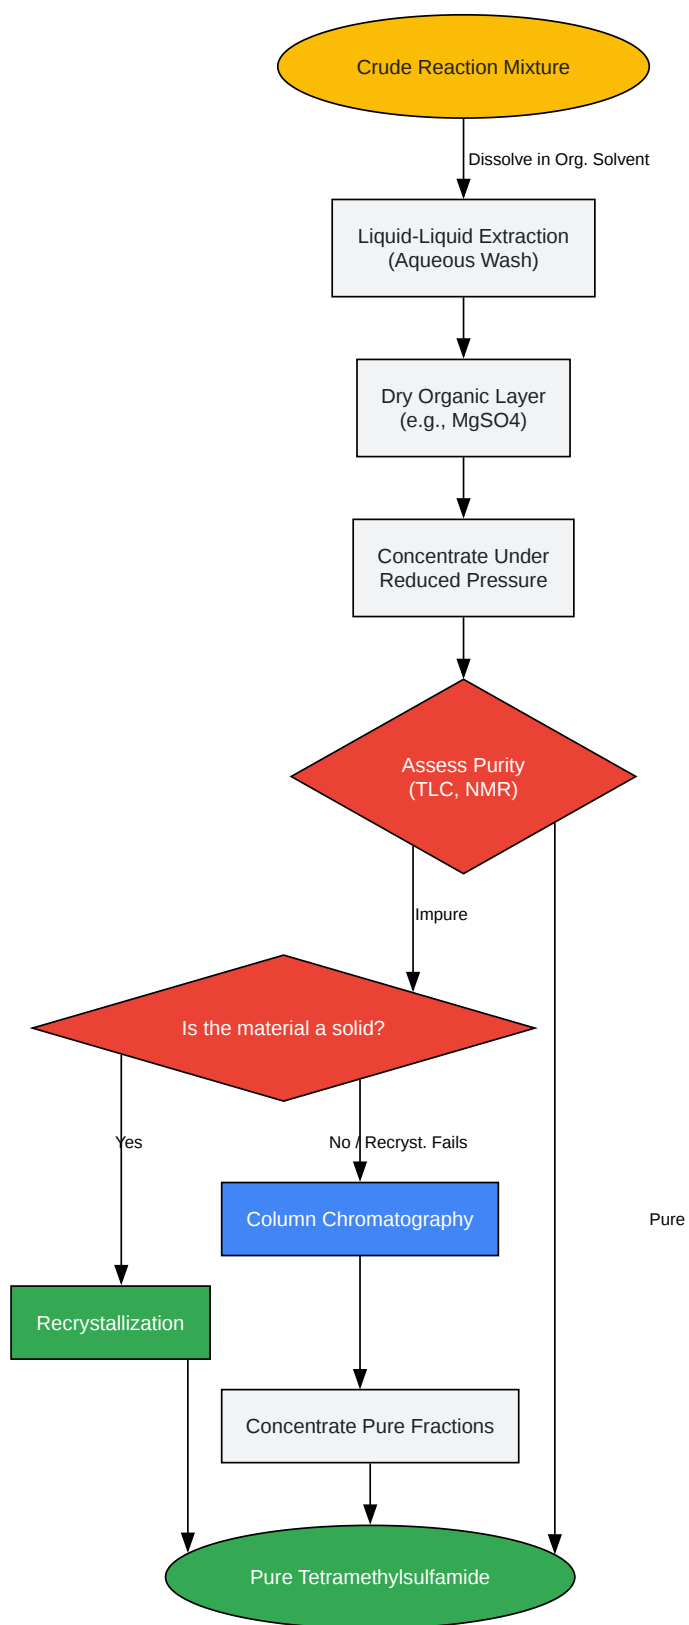 Crude Reaction Mixture
Dissolve in Org. Solvent
Liquid-Liquid Extraction
(Aqueous Wash)
Dry Organic Layer
(e.g., MgSO4)
Concentrate Under
Reduced Pressure
Assess Purity
(TLC, NMR)
Impure
Is the material a solid?
Yes
No / Recryst. Fails
Column Chromatography
Pure
Recrystallization
Concentrate Pure Fractions
Pure Tetramethylsulfamide